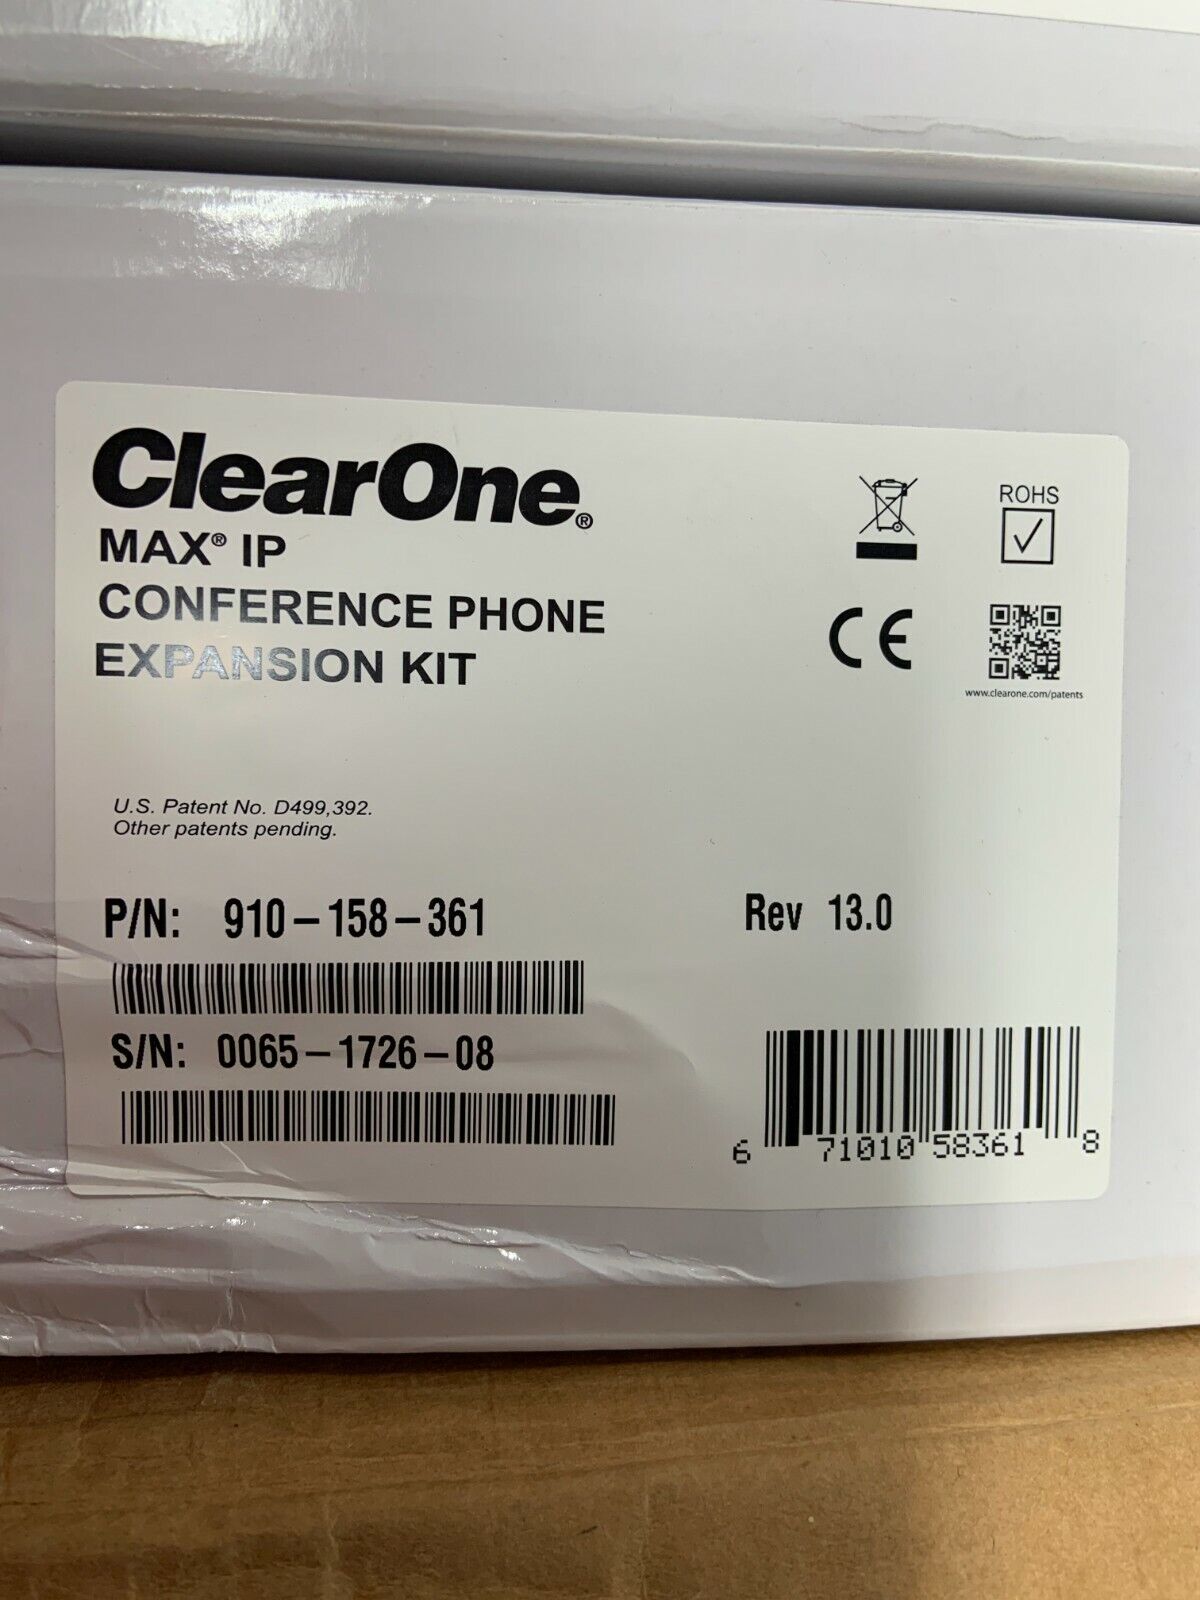 ClearOne®
MAX® IP
CONFERENCE PHONE
EXPANSION KIT
ROHS
CE
www.clearone.com/patents
U.S. Patent No. D499,392.
Other patents pending.
P/N: 910-158-361
Rev 13.0
S/N: 0065-1726-08
6 71010 58361 8